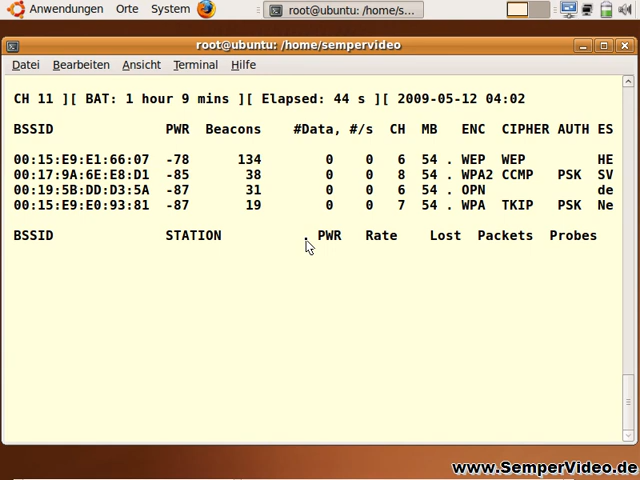 Anwendungen Orte System root@ubuntu: /home/s...
root@ubuntu: /home/sempervideo
Datei Bearbeiten Ansicht Terminal Hilfe
CH 11 ][ BAT: 1 hour 9 mins ][ Elapsed: 44 s ][ 2009-05-12 04:02
BSSID PWR Beacons #Data, #/s CH MB ENC CIPHER AUTH ES
00:15:E9:E1:66:07 -78 134 0 0 6 54 . WEP WEP HE
00:17:9A:6E:E8:D1 -85 38 0 0 8 54 . WPA2 CCMP PSK SV
00:19:5B:DD:D3:5A -87 31 0 0 6 54 . OPN de
00:15:E9:E0:93:81 -87 19 0 0 7 54 . WPA TKIP PSK Ne
BSSID STATION PWR Rate Lost Packets Probes
www.SemperVideo.de